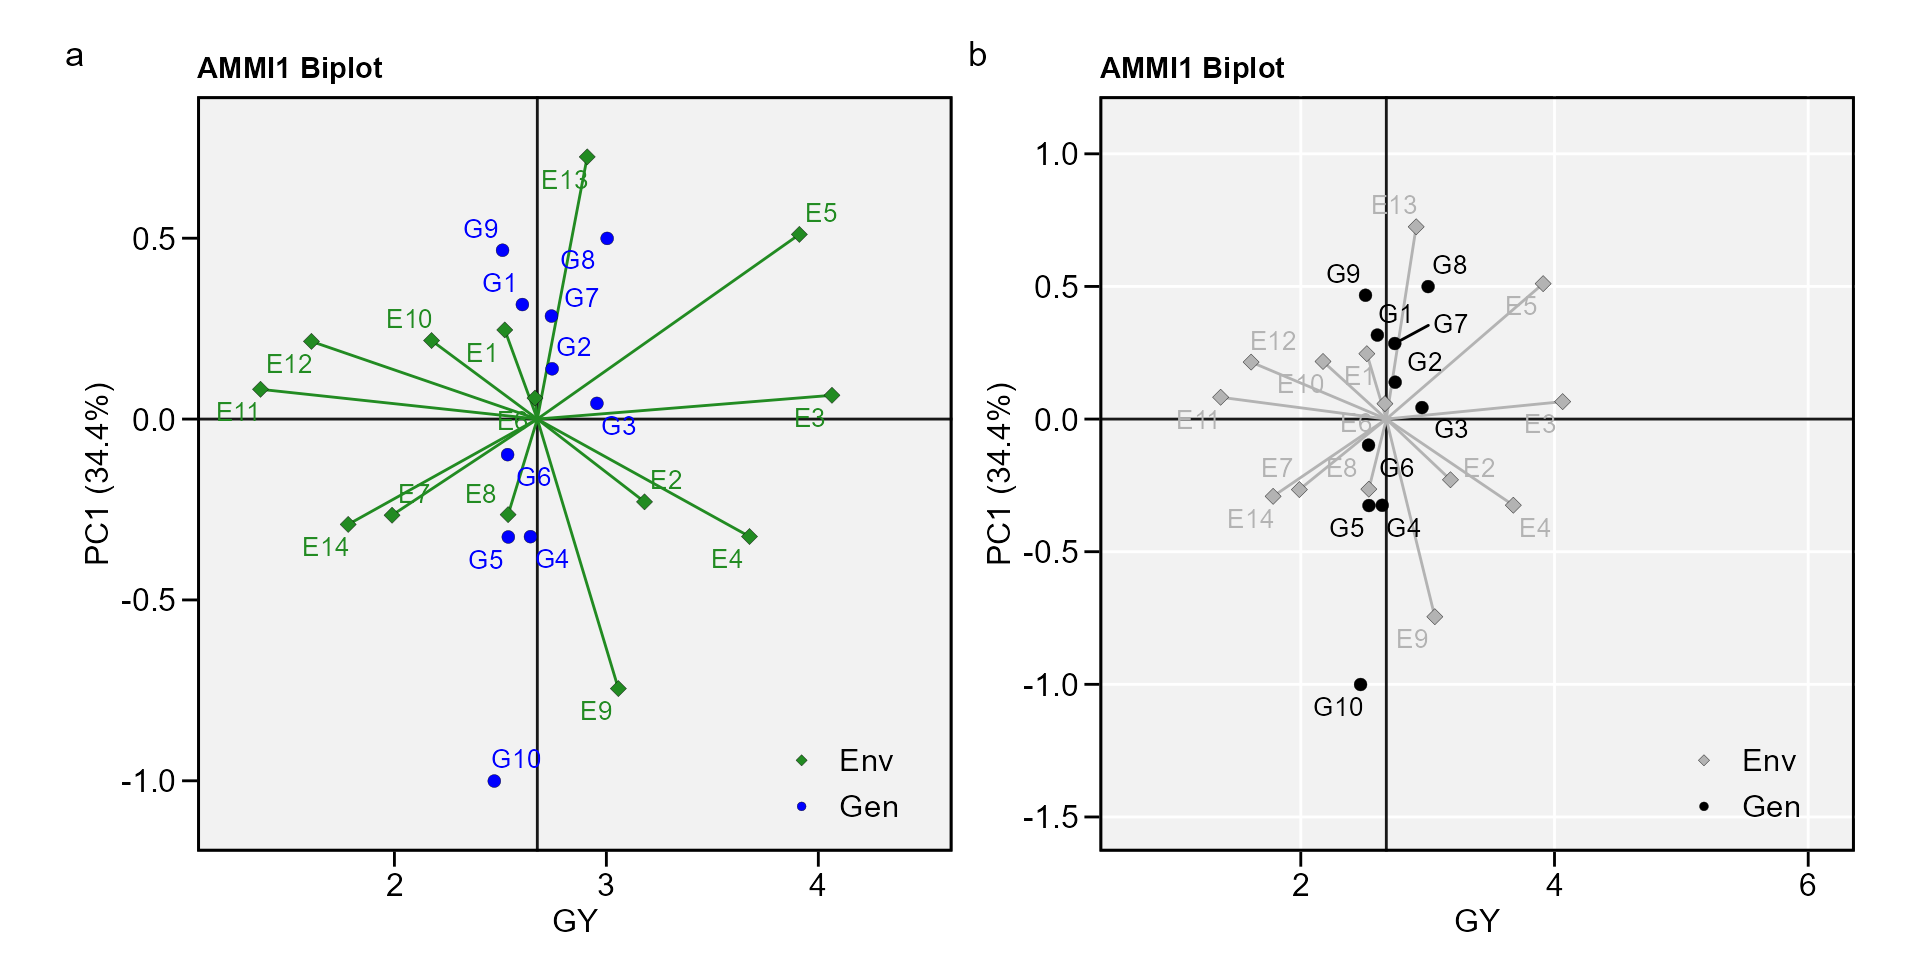 a
AMMI1 Biplot
PC1 (34.4%)
0.5
0.0
-0.5
-1.0
E13
E5
G9
G8
G1
G7
E10
G2
E1
E12
E11
E6
G3
E3
G6
E2
E7
E8
E14
G5
G4
E4
E9
G10
Env
Gen
2
3
4
GY
b
AMMI1 Biplot
PC1 (34.4%)
1.0
0.5
0.0
-0.5
-1.0
-1.5
E13
G9
G8
E5
G1
G7
E12
G2
E10
E1
E11
E6
G3
E3
E7
E8
G6
E2
E14
G5
G4
E4
E9
G10
Env
Gen
2
4
6
GY